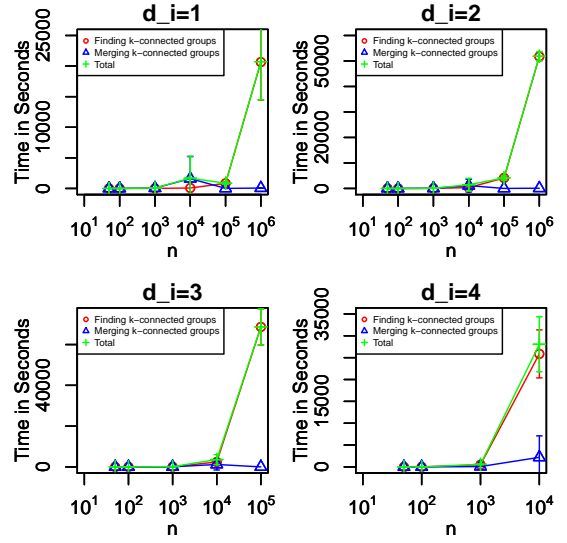 d_i=1
Finding k−connected groups
Merging k−connected groups
Total
Time in Seconds
0
10000
25000
10^1
10^2
10^3
10^4
10^5
10^6
n
d_i=2
Finding k−connected groups
Merging k−connected groups
Total
Time in Seconds
0
20000
50000
10^1
10^2
10^3
10^4
10^5
10^6
n
d_i=3
Finding k−connected groups
Merging k−connected groups
Total
Time in Seconds
0
40000
10^1
10^2
10^3
10^4
10^5
n
d_i=4
Finding k−connected groups
Merging k−connected groups
Total
Time in Seconds
0
15000
35000
10^1
10^2
10^3
10^4
n